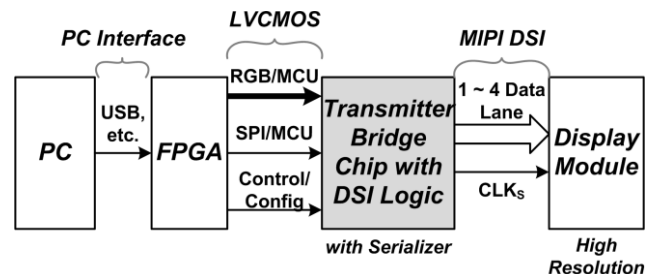 LVCMOS
PC Interface
MIPI DSI
RGB/MCU
1 ~ 4 Data
Lane
USB,
etc.
PC
FPGA
SPI/MCU
Transmitter
Bridge
Chip with
DSI Logic
Display
Module
Control/
Config
CLKS
with Serializer
High
Resolution